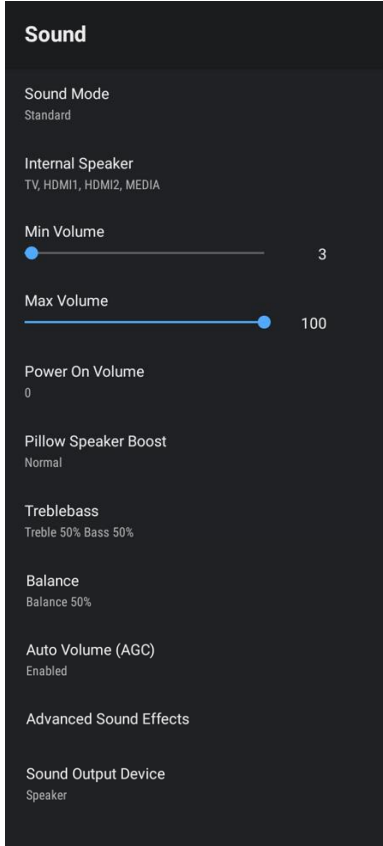 Sound
Sound Mode
Standard
Internal Speaker
TV, HDMI1, HDMI2, MEDIA
Min Volume
3
Max Volume
100
Power On Volume
0
Pillow Speaker Boost
Normal
Treblebass
Treble 50% Bass 50%
Balance
Balance 50%
Auto Volume (AGC)
Enabled
Advanced Sound Effects
Sound Output Device
Speaker